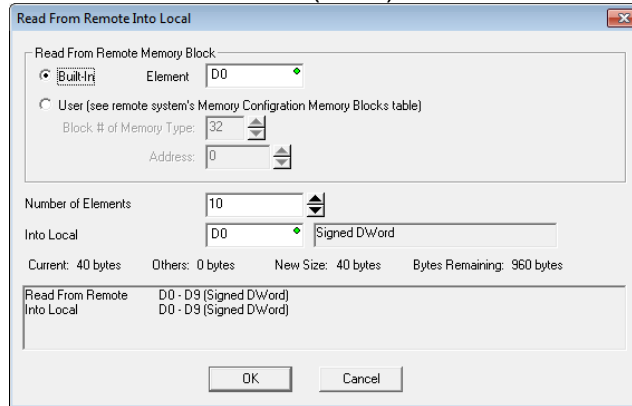 Read From Remote Into Local
Read From Remote Memory Block
Built-In Element D0
User (see remote system's Memory Configration Memory Blocks table)
Block # of Memory Type: 32
Address: 0
Number of Elements 10
Into Local D0 Signed DWord
Current: 40 bytes Others: 0 bytes New Size: 40 bytes Bytes Remaining: 960 bytes
Read From Remote D0 - D9 (Signed DWord)
Into Local D0 - D9 (Signed DWord)
OK Cancel